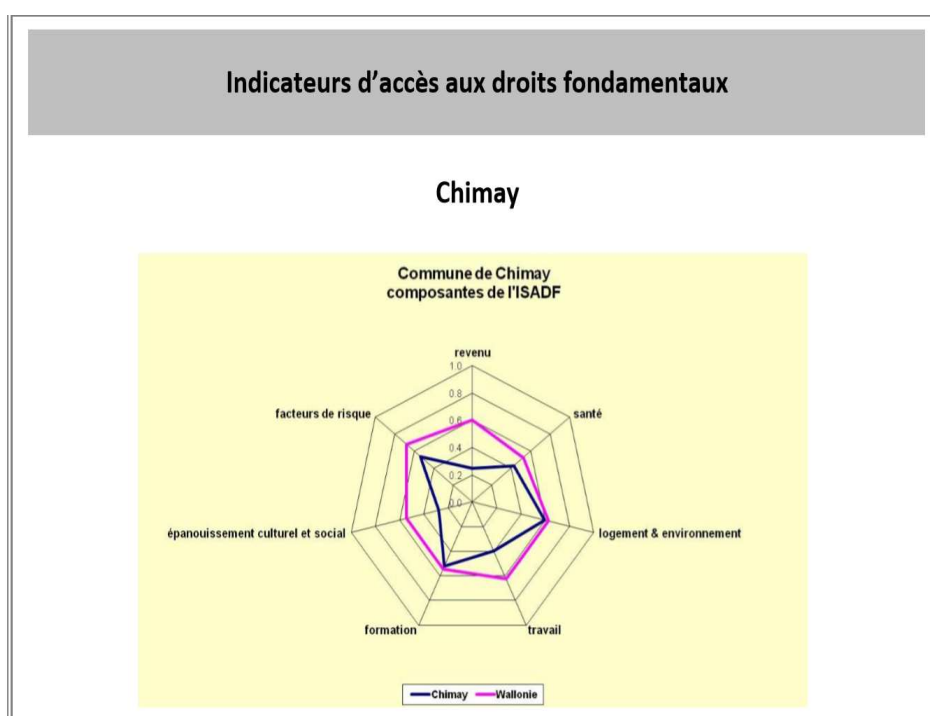 Indicateurs d’accès aux droits fondamentaux
Chimay
Commune de Chimay
composantes de l'ISADF
revenu
1.0
0.8
0.6
0.4
0.2
0.0
santé
logement & environnement
travail
formation
épanouissement culturel et social
facteurs de risque
Chimay
Wallonie